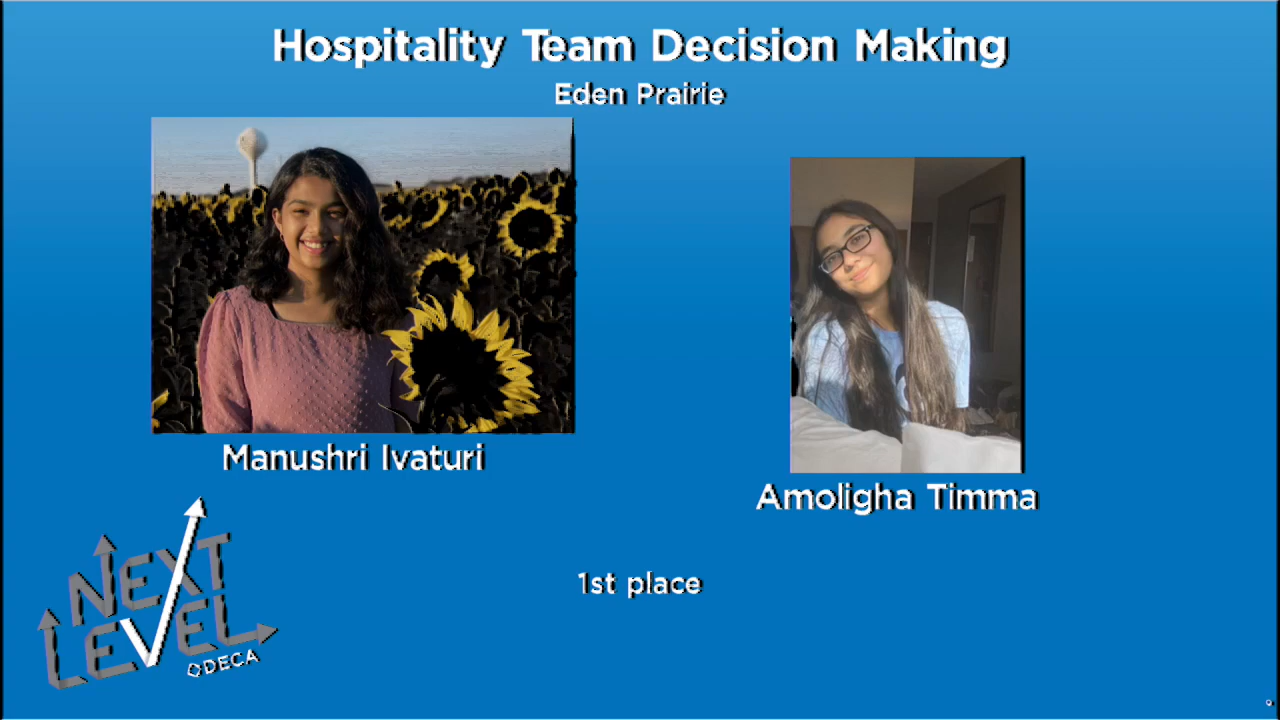 Hospitality Team Decision Making
Eden Prairie
Manushri Ivaturi
Amoligha Timma
1st place
NEXT
LEVEL
DECA